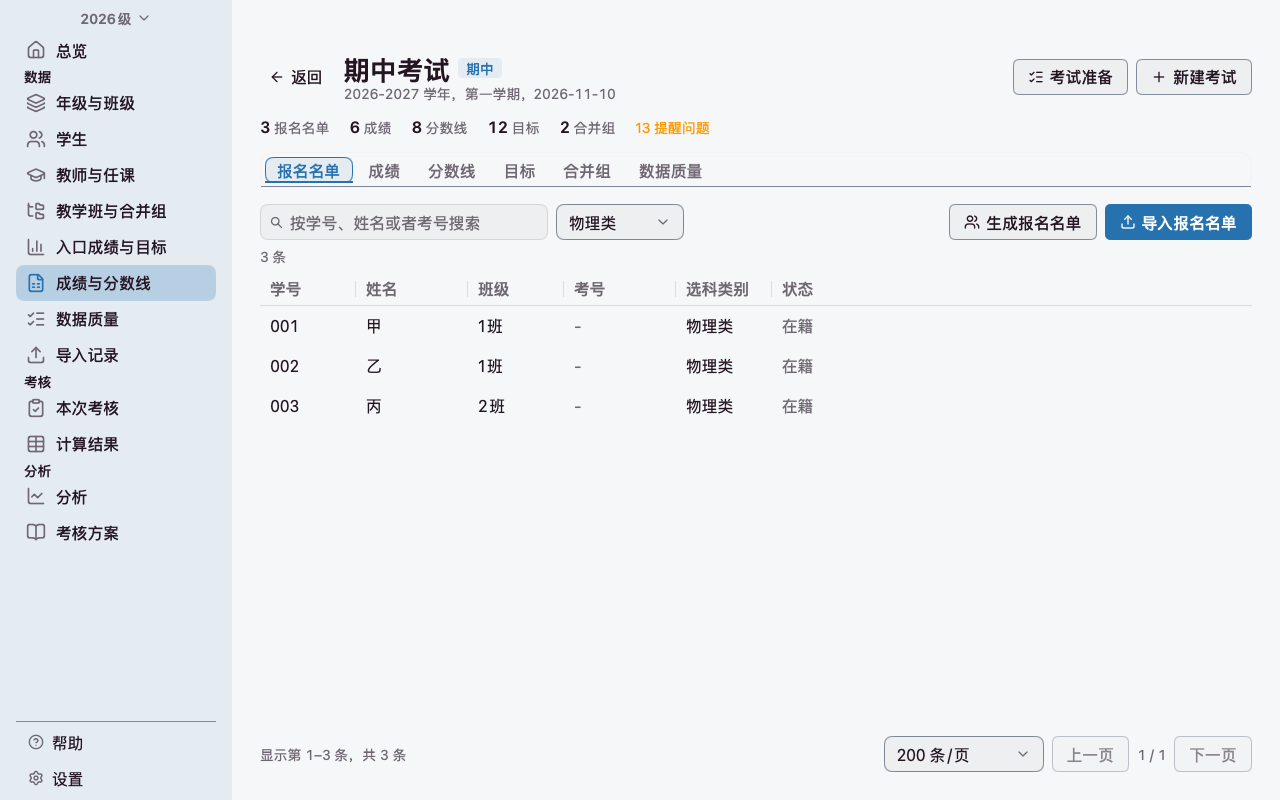 2026级
总览
数据
年级与班级
学生
教师与任课
教学班与合并组
入口成绩与目标
成绩与分数线
数据质量
导入记录
考核
本次考核
计算结果
分析
分析
考核方案
帮助
设置
返回
期中考试 期中
2026-2027 学年，第一学期，2026-11-10
考试准备 新建考试
3 报名名单 6 成绩 8 分数线 12 目标 2 合并组 13 提醒问题
报名名单 成绩 分数线 目标 合并组 数据质量
按学号、姓名或者考号搜索 物理类 生成报名名单 导入报名名单
3 条
学号 姓名 班级 考号 选科类别 状态
001 甲 1班 - 物理类 在籍
002 乙 1班 - 物理类 在籍
003 丙 2班 - 物理类 在籍
显示第 1–3 条，共 3 条 200 条/页 上一页 1 / 1 下一页